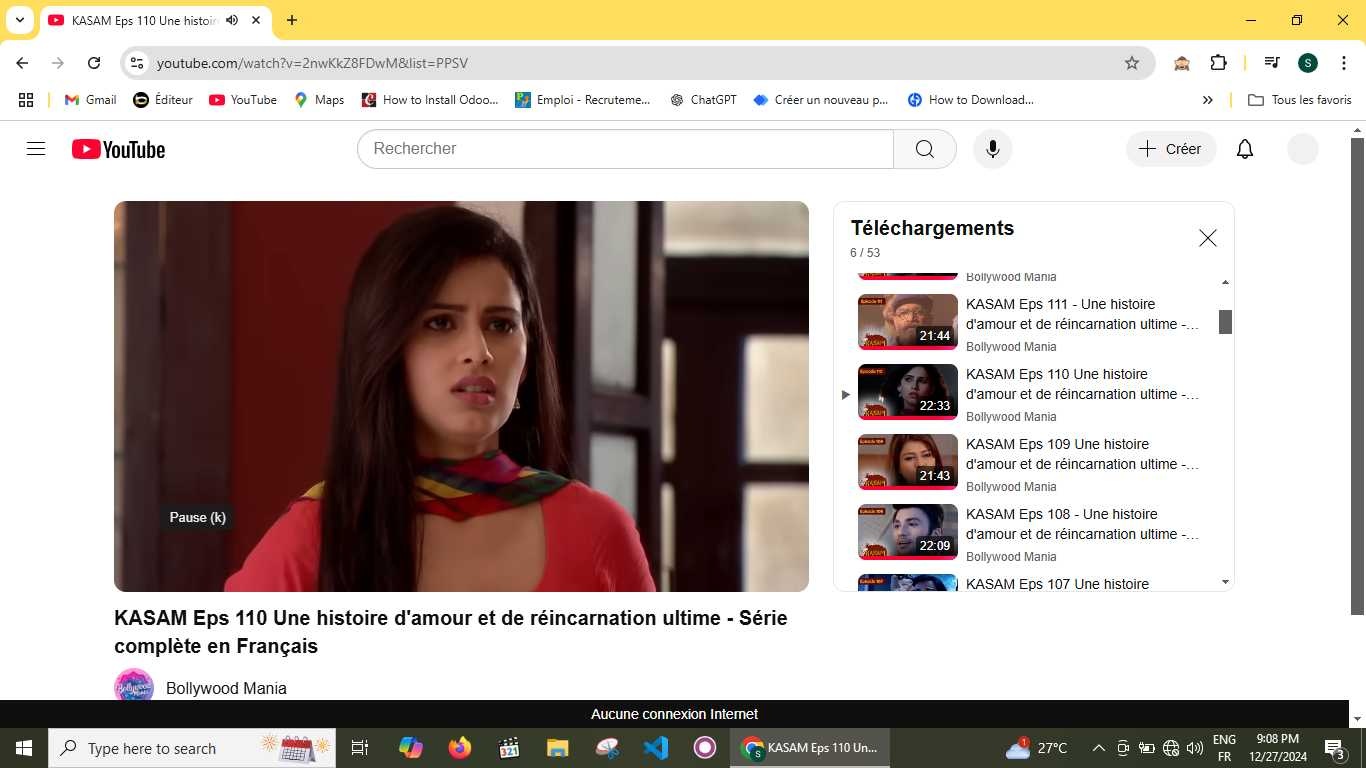 KASAM Eps 110 Une histoir
youtube.com/watch?v=2nwKkZ8FDwM&list=PPSV
S
Gmail
Éditeur
YouTube
Maps
How to Install Odoo...
Emploi - Recruteme...
ChatGPT
Créer un nouveau p...
How to Download...
Tous les favoris
YouTube
Rechercher
Créer
Pause (k)
Téléchargements
6 / 53
Bollywood Mania
KASAM Eps 111 - Une histoire
d'amour et de réincarnation ultime -...
21:44
Bollywood Mania
KASAM Eps 110 Une histoire
d'amour et de réincarnation ultime -...
22:33
Bollywood Mania
KASAM Eps 109 Une histoire
d'amour et de réincarnation ultime -...
21:43
Bollywood Mania
KASAM Eps 108 - Une histoire
d'amour et de réincarnation ultime -...
22:09
Bollywood Mania
KASAM Eps 107 Une histoire
KASAM Eps 110 Une histoire d'amour et de réincarnation ultime - Série
complète en Français
Bollywood Mania
Aucune connexion Internet
Type here to search
KASAM Eps 110 Un...
27°C
ENG
FR
9:08 PM
12/27/2024
3